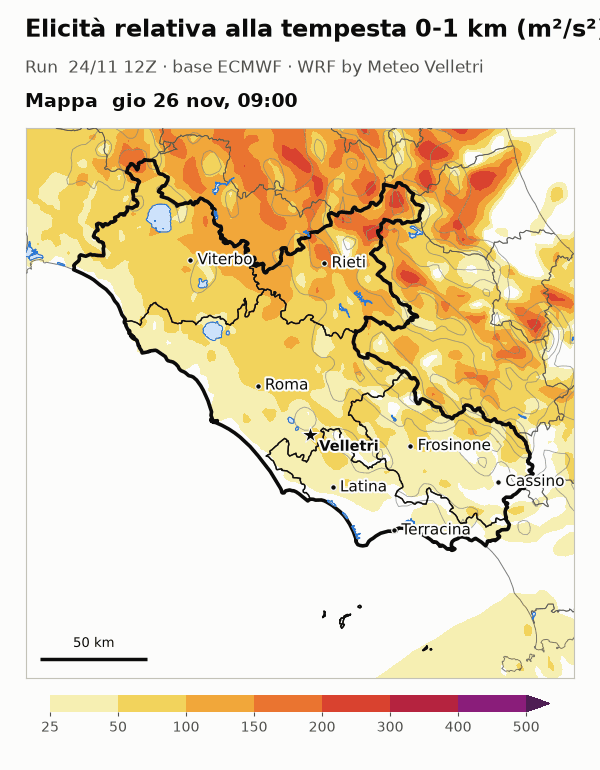 Elicità relativa alla tempesta 0-1 km (m²/s²)
Run  24/11 12Z · base ECMWF · WRF by Meteo Velletri
Mappa  gio 26 nov, 09:00
Viterbo
Rieti
Roma
Velletri
Frosinone
Cassino
Latina
Terracina
50 km
25 50 100 150 200 300 400 500